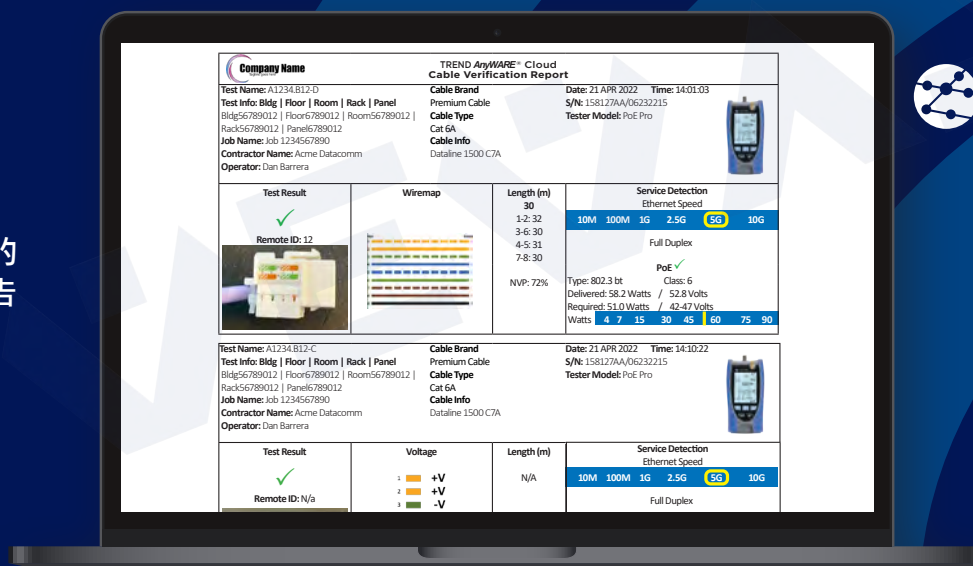 的
告
Company Name
TREND AnyWARE® Cloud
Cable Verification Report
Test Name: A1234.B12-D
Test Info: Bldg | Floor | Room | Rack | Panel
Bldg56789012 | Floor6789012 | Room56789012 |
Rack56789012 | Panel6789012
Job Name: Job 1234567890
Contractor Name: Acme Datacomm
Operator: Dan Barrera
Cable Brand
Premium Cable
Cable Type
Cat 6A
Cable Info
Dataline 1500 C7A
Date: 21 APR 2022 Time: 14:01:03
S/N: 158127AA/06232215
Tester Model: PoE Pro
Test Result
Remote ID: 12
Wiremap
Length (m)
30
1-2: 32
3-6: 30
4-5: 31
7-8: 30
NVP: 72%
Service Detection
Ethernet Speed
10M 100M 1G 2.5G 5G 10G
Full Duplex
PoE ✓
Type: 802.3 bt Class: 6
Delivered: 58.2 Watts / 52.8 Volts
Required: 51.0 Watts / 42-47 Volts
Watts 4 7 15 30 45 60 75 90
Test Name: A1234.B12-C
Test Info: Bldg | Floor | Room | Rack | Panel
Bldg56789012 | Floor6789012 | Room56789012 |
Rack56789012 | Panel6789012
Job Name: Job 1234567890
Contractor Name: Acme Datacomm
Operator: Dan Barrera
Cable Brand
Premium Cable
Cable Type
Cat 6A
Cable Info
Dataline 1500 C7A
Date: 21 APR 2022 Time: 14:10:22
S/N: 158127AA/06232215
Tester Model: PoE Pro
Test Result
Remote ID: N/a
Voltage
1 +V
2 +V
3 -V
Length (m)
N/A
Service Detection
Ethernet Speed
10M 100M 1G 2.5G 5G 10G
Full Duplex